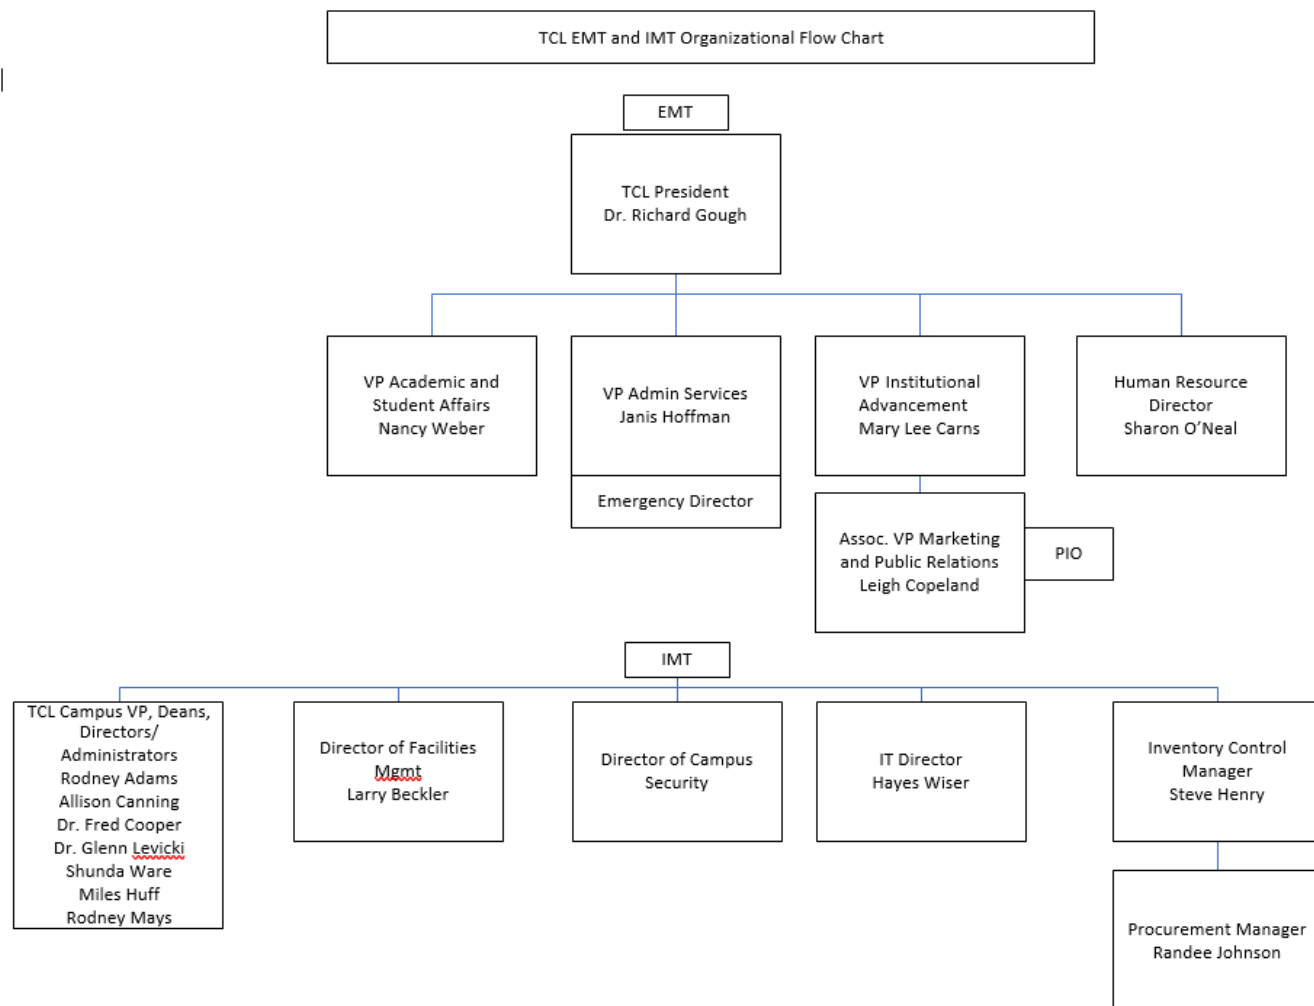 TCL EMT and IMT Organizational Flow Chart
EMT
TCL President
Dr. Richard Gough
VP Academic and
Student Affairs
Nancy Weber
VP Admin Services
Janis Hoffman
Emergency Director
VP Institutional
Advancement
Mary Lee Carns
Human Resource
Director
Sharon O’Neal
Assoc. VP Marketing
and Public Relations
Leigh Copeland
PIO
IMT
TCL Campus VP, Deans,
Directors/
Administrators
Rodney Adams
Allison Canning
Dr. Fred Cooper
Dr. Glenn Levicki
Shunda Ware
Miles Huff
Rodney Mays
Director of Facilities
Mgmt
Larry Beckler
Director of Campus
Security
IT Director
Hayes Wiser
Inventory Control
Manager
Steve Henry
Procurement Manager
Randee Johnson